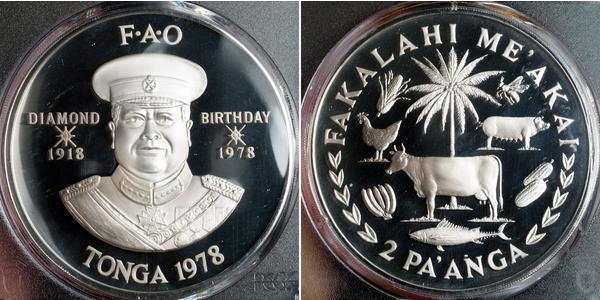 F·A·O
DIAMOND BIRTHDAY
1918 1978
TONGA 1978
FAKALAHI ME'AKAI
2 PA'ANGA